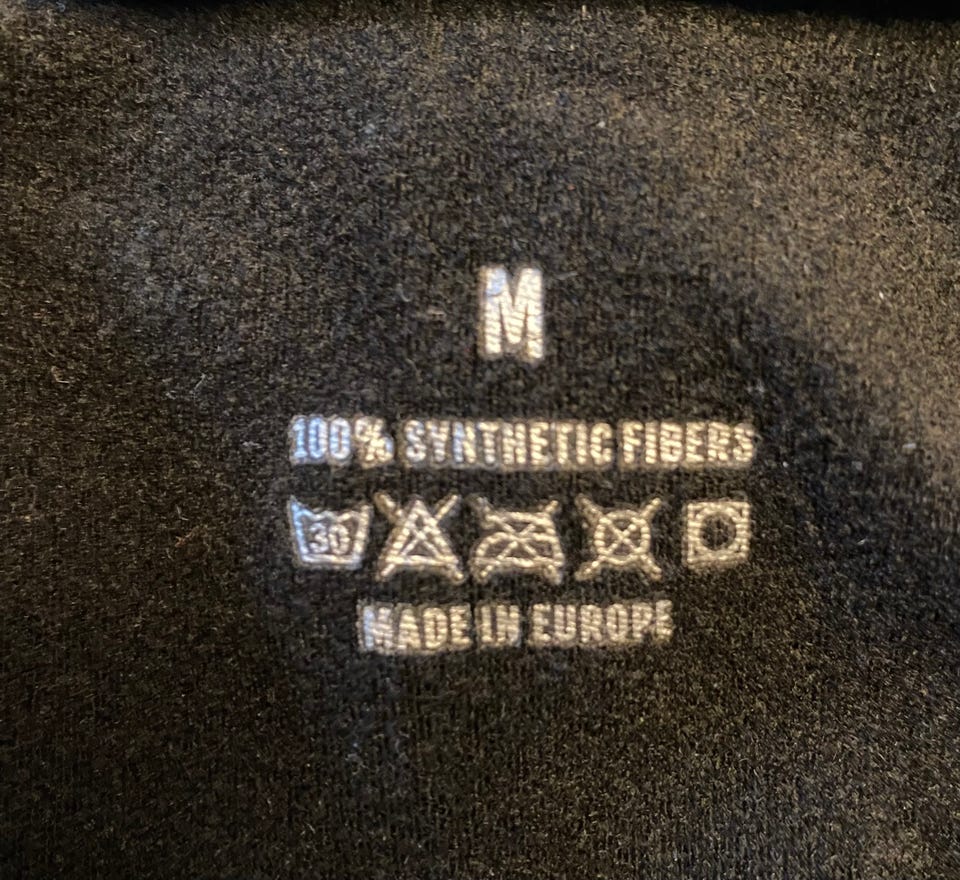 M
100% SYNTHETIC FIBERS
30
MADE IN EUROPE